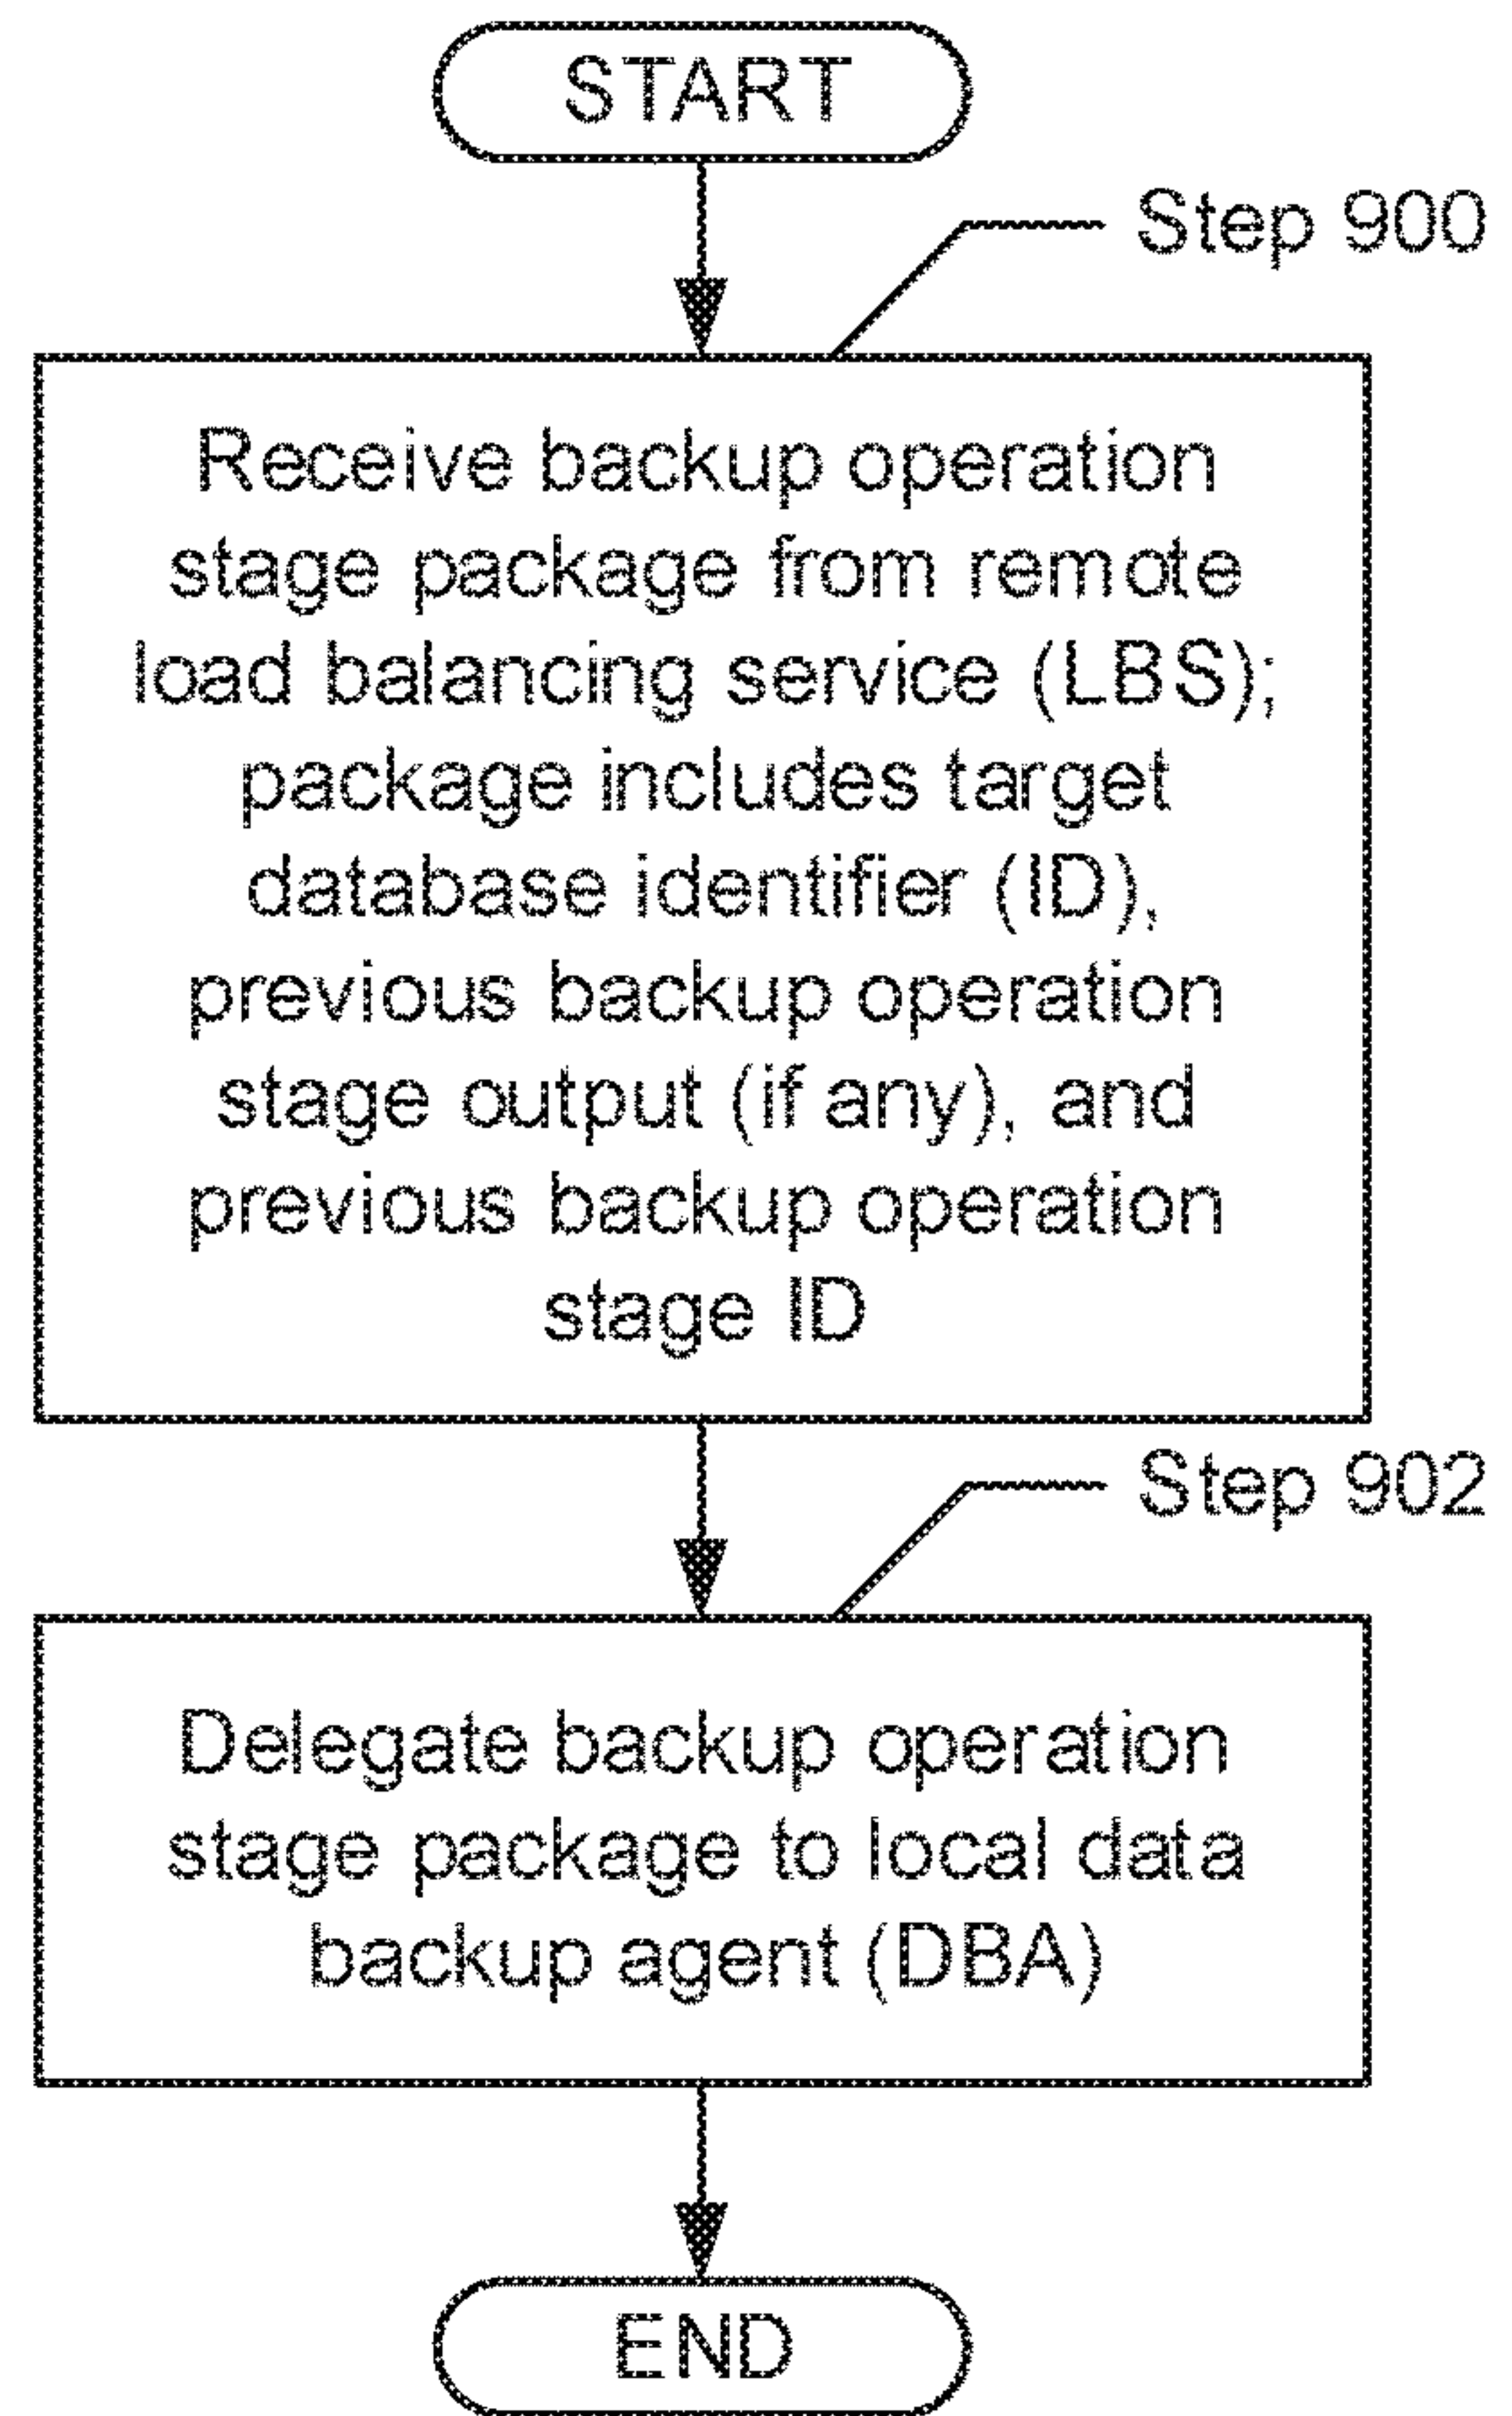 START
Step 900
Receive backup operation
stage package from remote
load balancing service (LBS);
package includes target
database identifier (ID),
previous backup operation
stage output (if any), and
previous backup operation
stage ID
Step 902
Delegate backup operation
stage package to local data
backup agent (DBA)
END